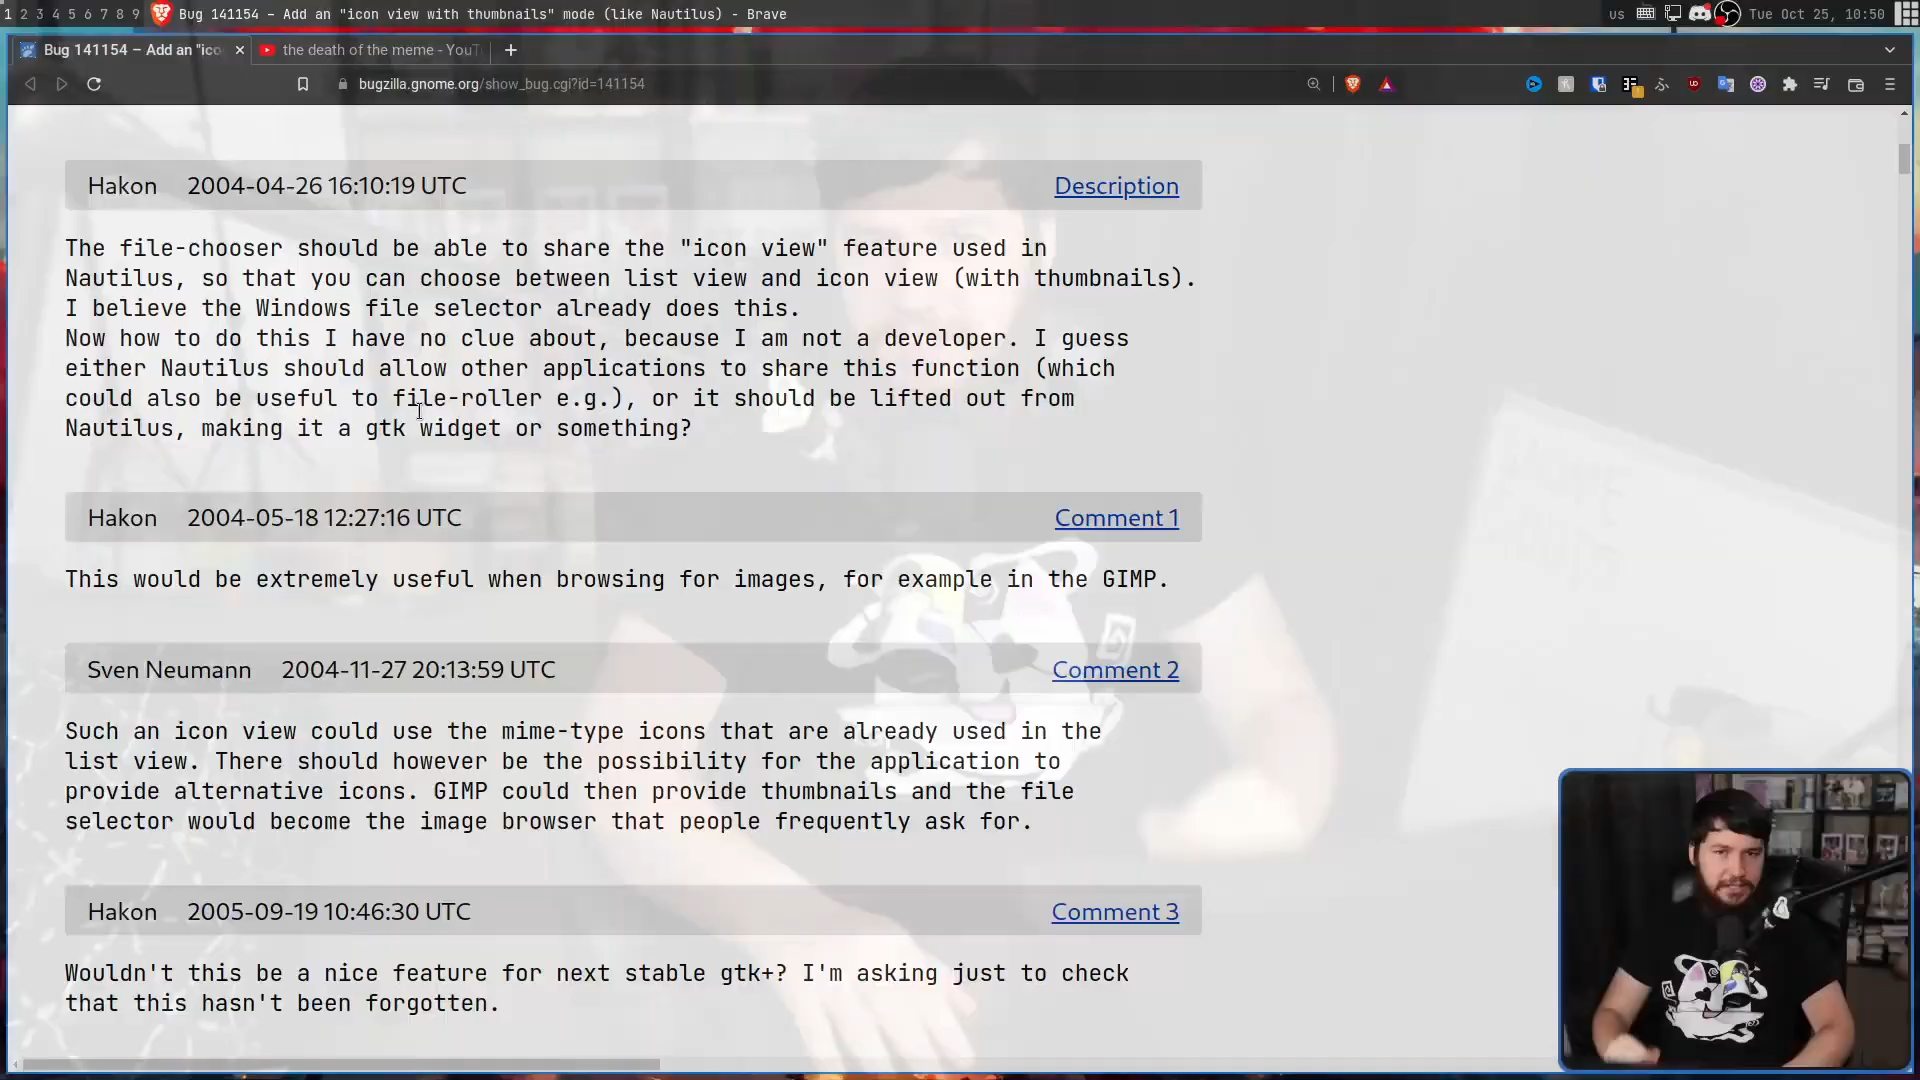 1 2 3 4 5 6 7 8 9 Bug 141154 – Add an "icon view with thumbnails" mode (like Nautilus) - Brave
us Tue Oct 25, 10:50
Bug 141154 – Add an "ico
the death of the meme - YouT
bugzilla.gnome.org/show_bug.cgi?id=141154
Hakon 2004-04-26 16:10:19 UTC Description
The file-chooser should be able to share the "icon view" feature used in
Nautilus, so that you can choose between list view and icon view (with thumbnails).
I believe the Windows file selector already does this.
Now how to do this I have no clue about, because I am not a developer. I guess
either Nautilus should allow other applications to share this function (which
could also be useful to file-roller e.g.), or it should be lifted out from
Nautilus, making it a gtk widget or something?
Hakon 2004-05-18 12:27:16 UTC Comment 1
This would be extremely useful when browsing for images, for example in the GIMP.
Sven Neumann 2004-11-27 20:13:59 UTC Comment 2
Such an icon view could use the mime-type icons that are already used in the
list view. There should however be the possibility for the application to
provide alternative icons. GIMP could then provide thumbnails and the file
selector would become the image browser that people frequently ask for.
Hakon 2005-09-19 10:46:30 UTC Comment 3
Wouldn't this be a nice feature for next stable gtk+? I'm asking just to check
that this hasn't been forgotten.